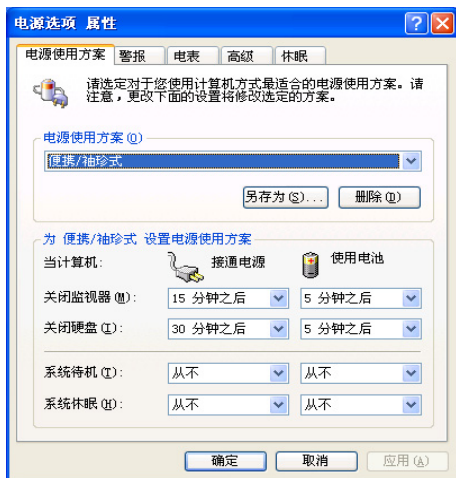 电源选项 属性
电源使用方案 警报 电表 高级 休眠
请选定对于您使用计算机方式最适合的电源使用方案。请
注意，更改下面的设置将修改选定的方案。
电源使用方案(O)
便携/袖珍式
另存为(S)... 删除(D)
为 便携/袖珍式 设置电源使用方案
当计算机: 接通电源 使用电池
关闭监视器(M): 15 分钟之后 5 分钟之后
关闭硬盘(I): 30 分钟之后 5 分钟之后
系统待机(T): 从不 从不
系统休眠(H): 从不 从不
确定 取消 应用(A)